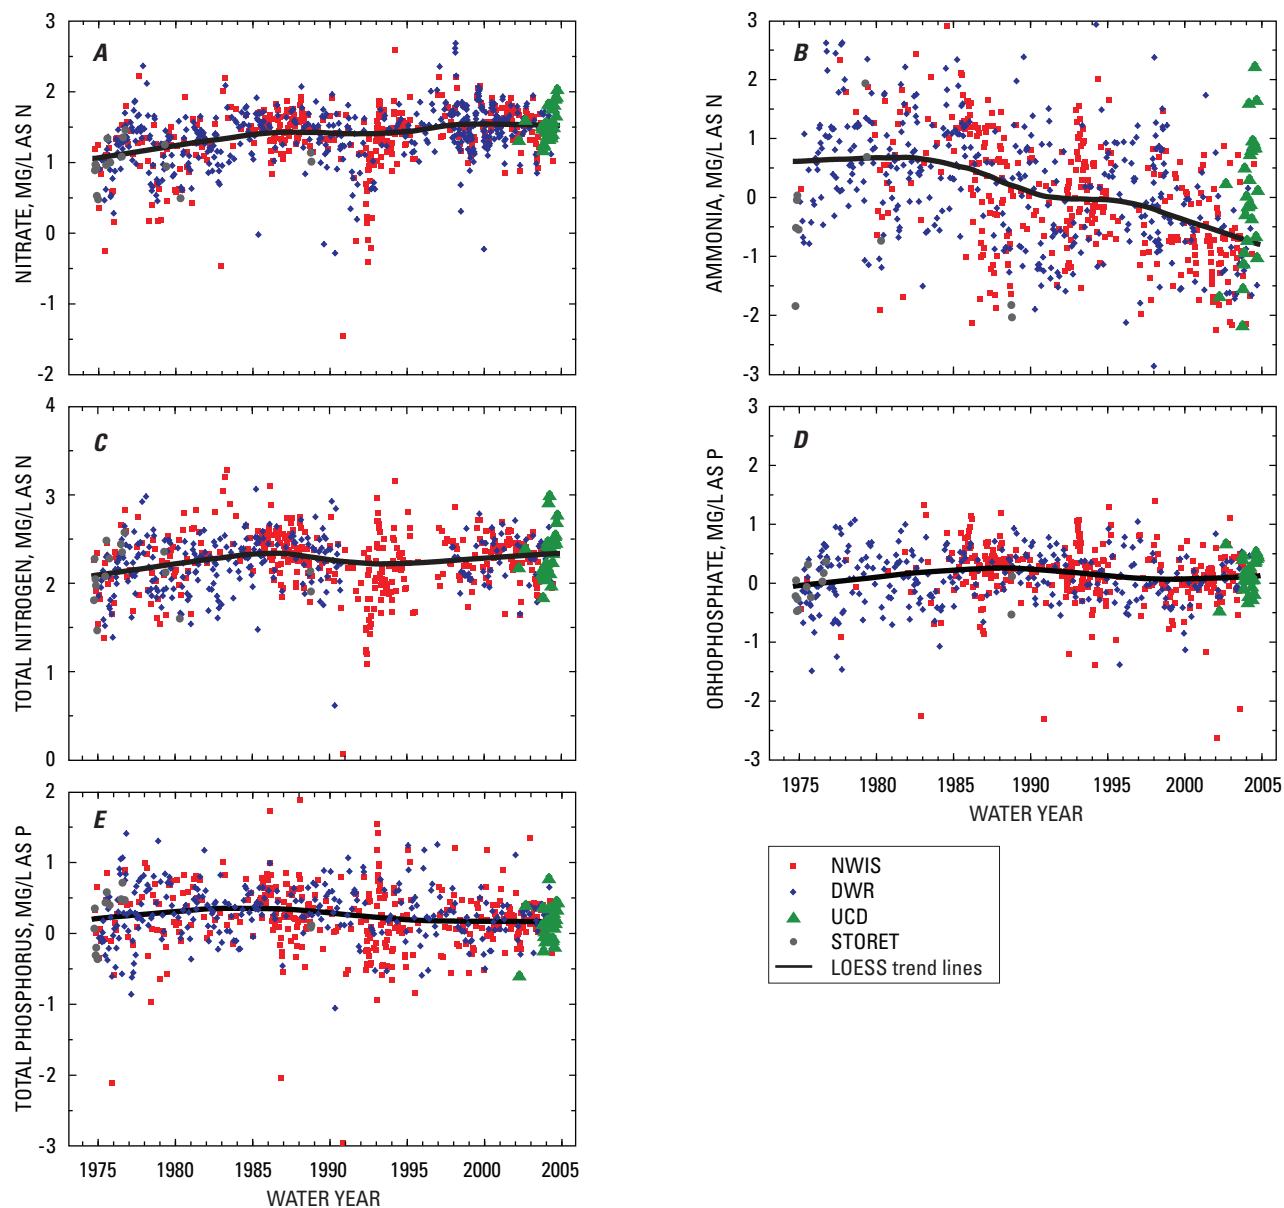 A
NITRATE, MG/L AS N
3
2
1
0
-1
-2
B
AMMONIA, MG/L AS N
3
2
1
0
-1
-2
-3
C
TOTAL NITROGEN, MG/L AS N
4
3
2
1
0
D
ORHOPHOSPHATE, MG/L AS P
3
2
1
0
-1
-2
-3
1975 1980 1985 1990 1995 2000 2005
WATER YEAR
E
TOTAL PHOSPHORUS, MG/L AS P
2
1
0
-1
-2
-3
1975 1980 1985 1990 1995 2000 2005
WATER YEAR
NWIS
DWR
UCD
STORET
LOESS trend lines